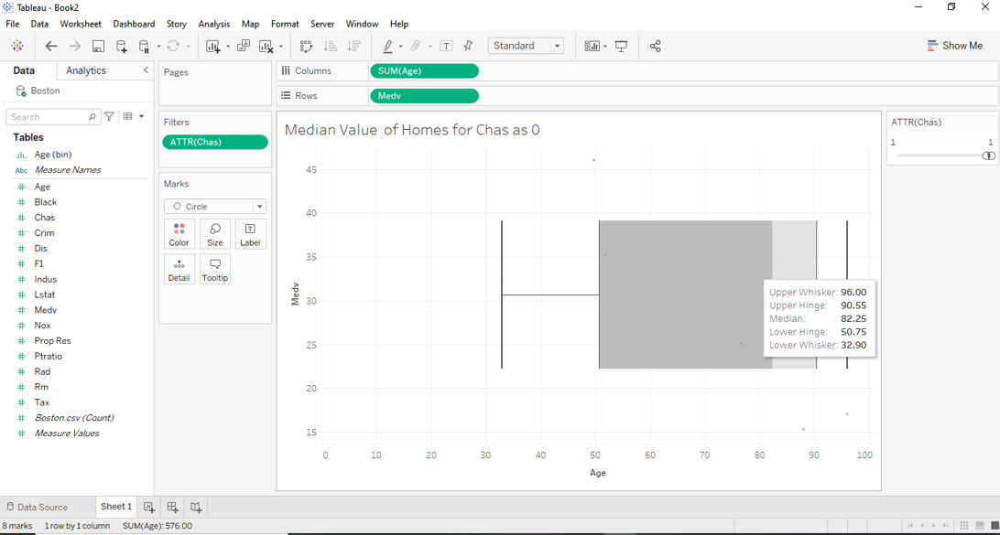 Tableau - Book2
File Data Worksheet Dashboard Story Analysis Map Format Server Window Help
Standard
Show Me
Data Analytics
Boston
Search
Tables
Age (bin)
Abc Measure Names
Age
Black
Chas
Crim
Dis
F1
Indus
Lstat
Medv
Nox
Prop Res
Ptratio
Rad
Rm
Tax
Boston.csv (Count)
Measure Values
Pages
Filters
ATTR(Chas)
Marks
Circle
Color Size Label
Detail Tooltip
Columns SUM(Age)
Rows Medv
Median Value of Homes for Chas as 0
Medv
45
40
35
30
25
20
15
0 10 20 30 40 50 60 70 80 90 100
Age
Upper Whisker: 96.00
Upper Hinge: 90.55
Median: 82.25
Lower Hinge: 50.75
Lower Whisker: 32.90
ATTR(Chas)
1 1
Data Source Sheet 1
8 marks 1 row by 1 column SUM(Age): 576.00